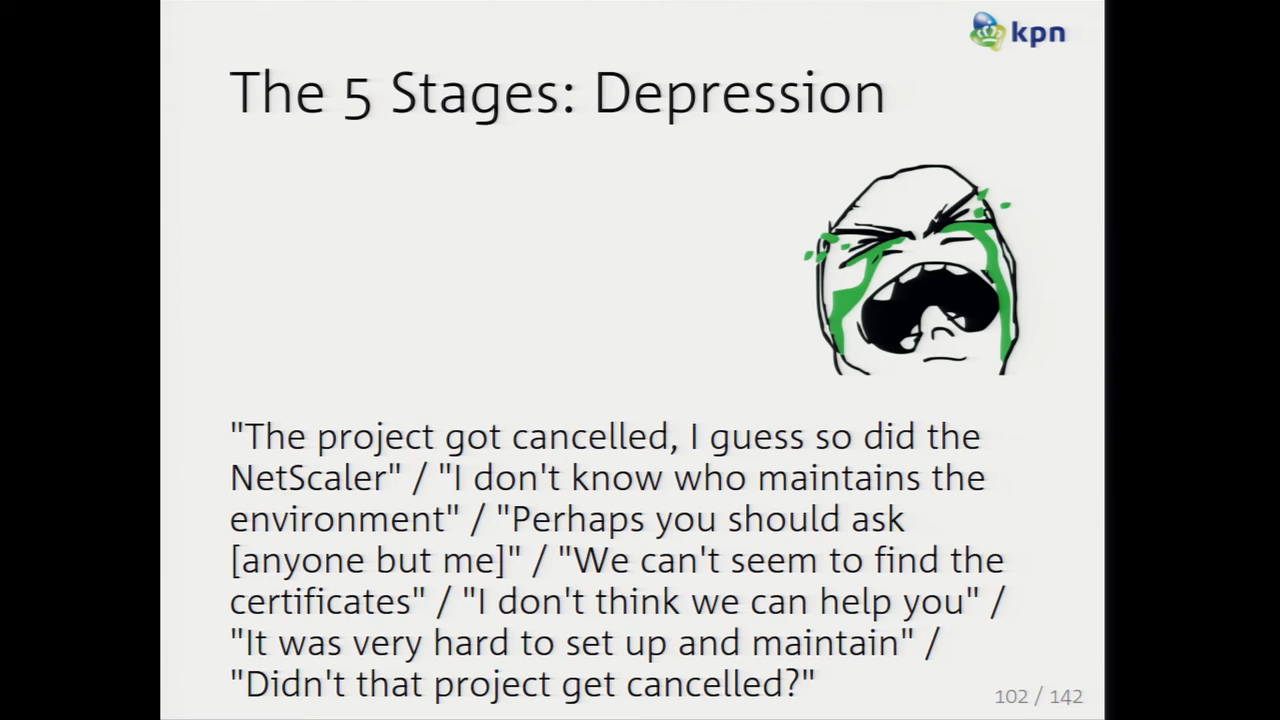 kpn
The 5 Stages: Depression
"The project got cancelled, I guess so did the
NetScaler" / "I don't know who maintains the
environment" / "Perhaps you should ask
[anyone but me]" / "We can't seem to find the
certificates" / "I don't think we can help you" /
"It was very hard to set up and maintain" /
"Didn't that project get cancelled?"
102 / 142